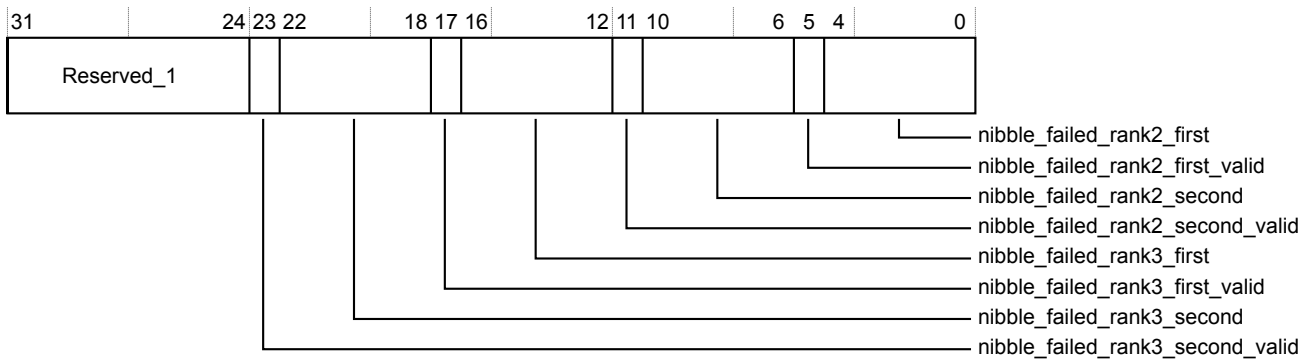 31 24 23 22 18 17 16 12 11 10 6 5 4 0
Reserved_1
nibble_failed_rank2_first
nibble_failed_rank2_first_valid
nibble_failed_rank2_second
nibble_failed_rank2_second_valid
nibble_failed_rank3_first
nibble_failed_rank3_first_valid
nibble_failed_rank3_second
nibble_failed_rank3_second_valid